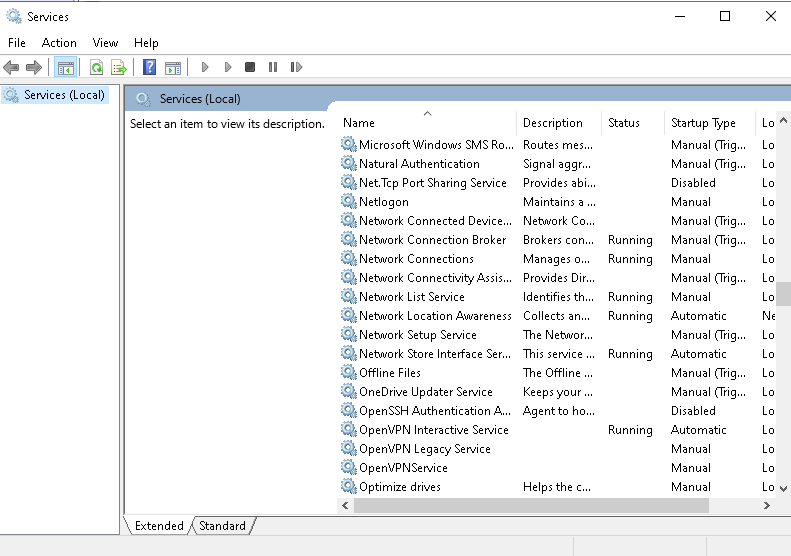 Services
File Action View Help
Services (Local)
Services (Local)
Select an item to view its description.
Name Description Status Startup Type Lo
Microsoft Windows SMS Ro... Routes mes... Manual (Trig... Lo
Natural Authentication Signal aggr... Manual (Trig... Lo
Net.Tcp Port Sharing Service Provides abi... Disabled Lo
Netlogon Maintains a ... Manual Lo
Network Connected Device... Network Co... Manual (Trig... Lo
Network Connection Broker Brokers con... Running Manual (Trig... Lo
Network Connections Manages o... Running Manual Lo
Network Connectivity Assis... Provides Dir... Manual (Trig... Lo
Network List Service Identifies th... Running Manual Lo
Network Location Awareness Collects an... Running Automatic Ne
Network Setup Service The Networ... Manual (Trig... Lo
Network Store Interface Ser... This service ... Running Automatic Lo
Offline Files The Offline ... Manual (Trig... Lo
OneDrive Updater Service Keeps your ... Manual (Trig... Lo
OpenSSH Authentication A... Agent to ho... Disabled Lo
OpenVPN Interactive Service Running Automatic Lo
OpenVPN Legacy Service Manual Lo
OpenVPNService Manual Lo
Optimize drives Helps the c... Manual Lo
Extended Standard